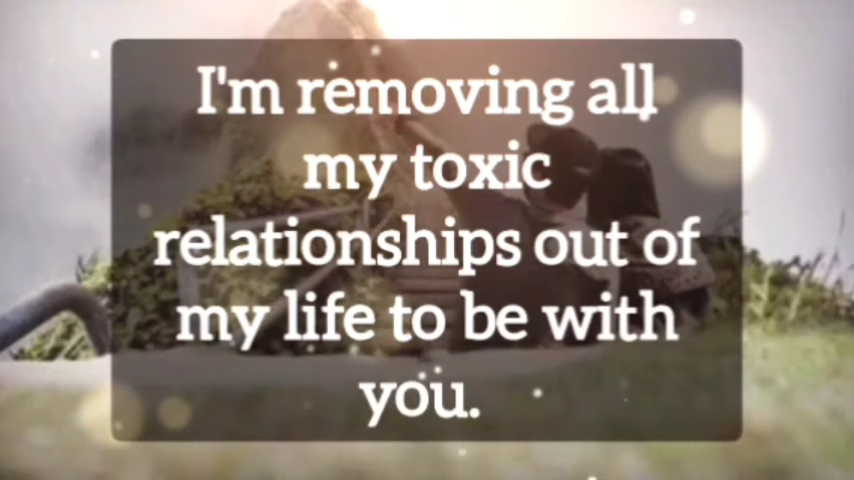 I'm removing all
my toxic
relationships out of
my life to be with
you.